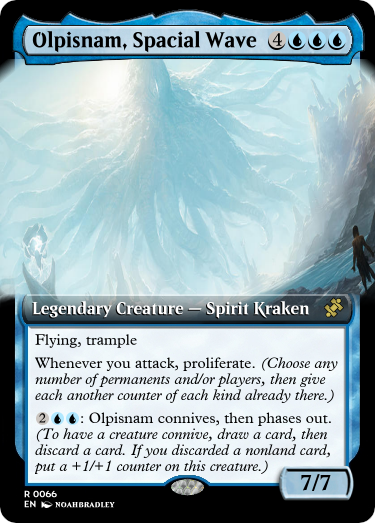 Olpisnam, Spacial Wave 4
Legendary Creature — Spirit Kraken
Flying, trample
Whenever you attack, proliferate. (Choose any
number of permanents and/or players, then give
each another counter of each kind already there.)
2: Olpisnam connives, then phases out.
(To have a creature connive, draw a card, then
discard a card. If you discarded a nonland card,
put a +1/+1 counter on this creature.)
7/7
R 0066
EN NOAHBRADLEY